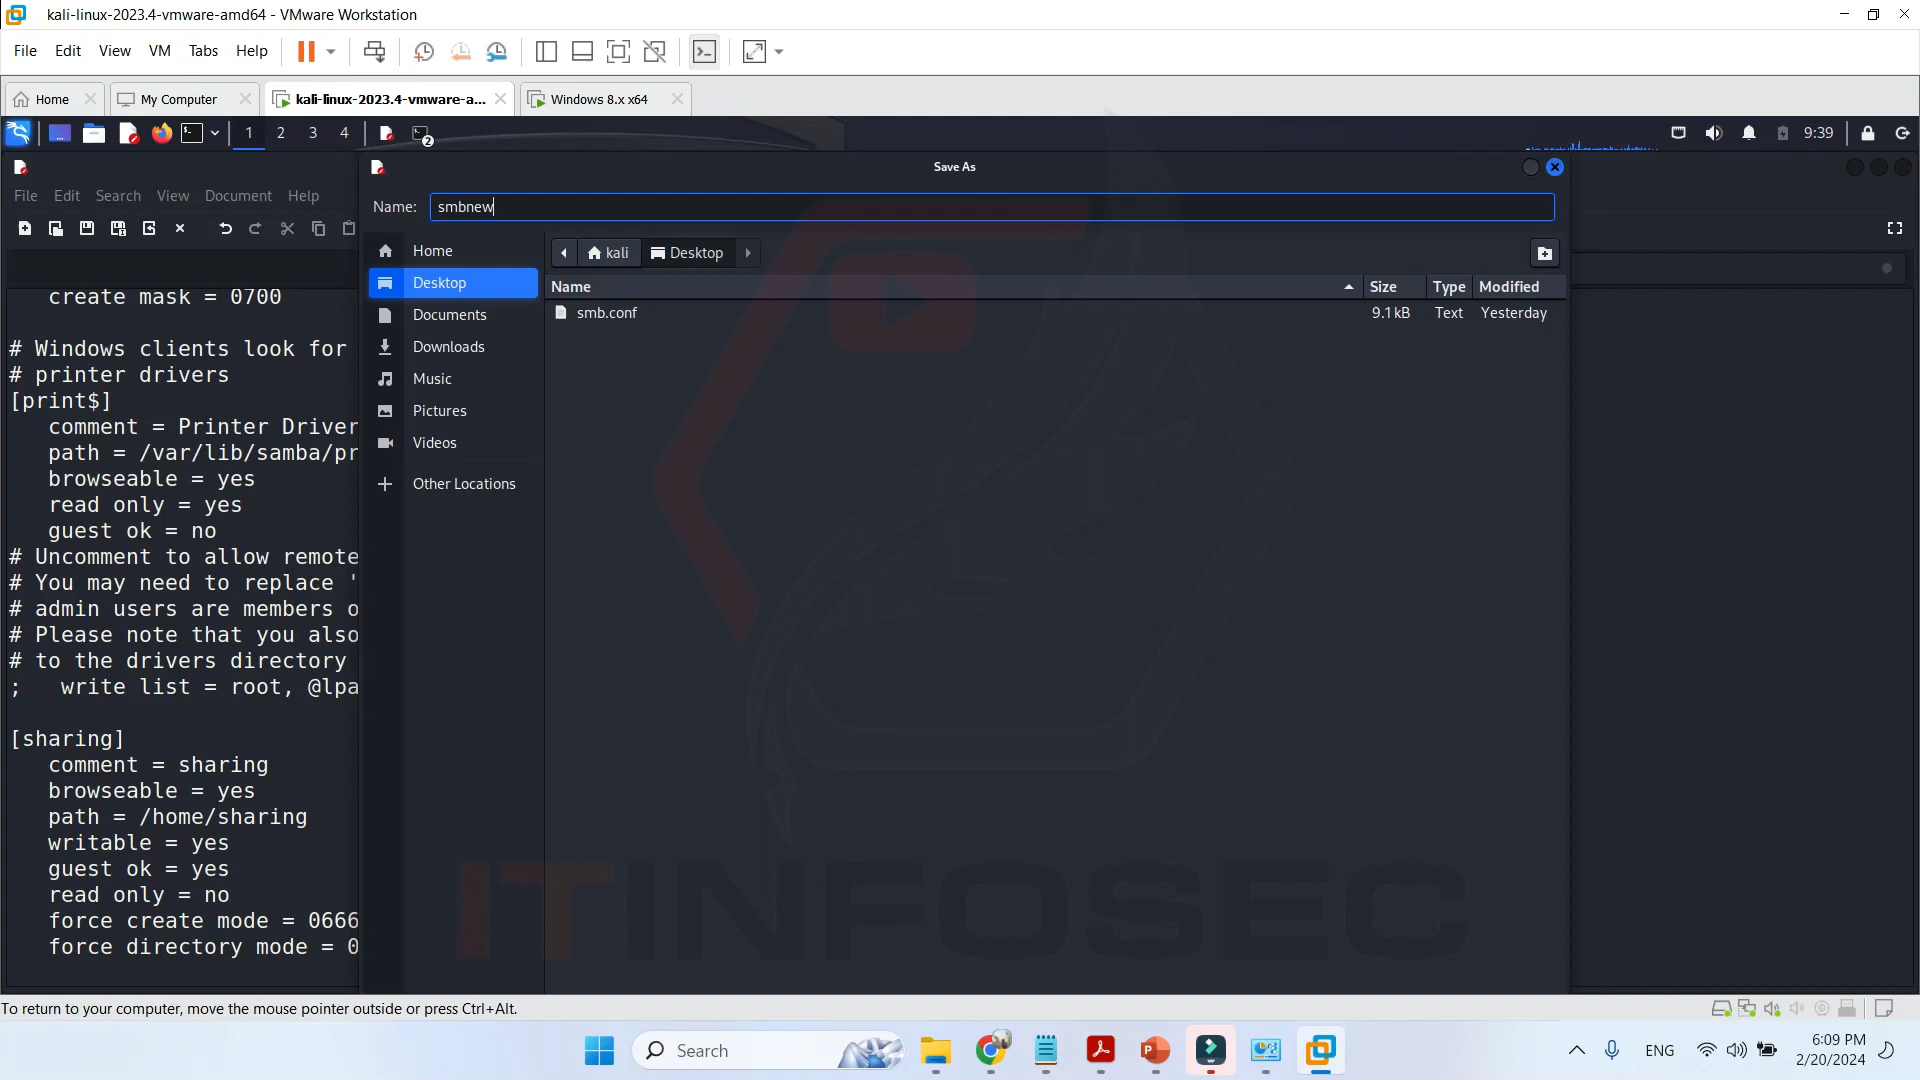 kali-linux-2023.4-vmware-amd64 - VMware Workstation
File Edit View VM Tabs Help
Home
My Computer
kali-linux-2023.4-vmware-a...
Windows 8.x x64
1 2 3 4
2
9:39
Save As
File Edit Search View Document Help
Name: smbnew
Home
Desktop
Documents
Downloads
Music
Pictures
Videos
Other Locations
kali
Desktop
Name Size Type Modified
smb.conf 9.1 kB Text Yesterday
create mask = 0700
# Windows clients look for
# printer drivers
[print$]
comment = Printer Driver
path = /var/lib/samba/pr
browseable = yes
read only = yes
guest ok = no
# Uncomment to allow remote
# You may need to replace '
# admin users are members o
# Please note that you also
# to the drivers directory
; write list = root, @lpa
[sharing]
comment = sharing
browseable = yes
path = /home/sharing
writable = yes
guest ok = yes
read only = no
force create mode = 0666
force directory mode = 0
ITINFOSEC
To return to your computer, move the mouse pointer outside or press Ctrl+Alt.
Search
ENG
6:09 PM
2/20/2024